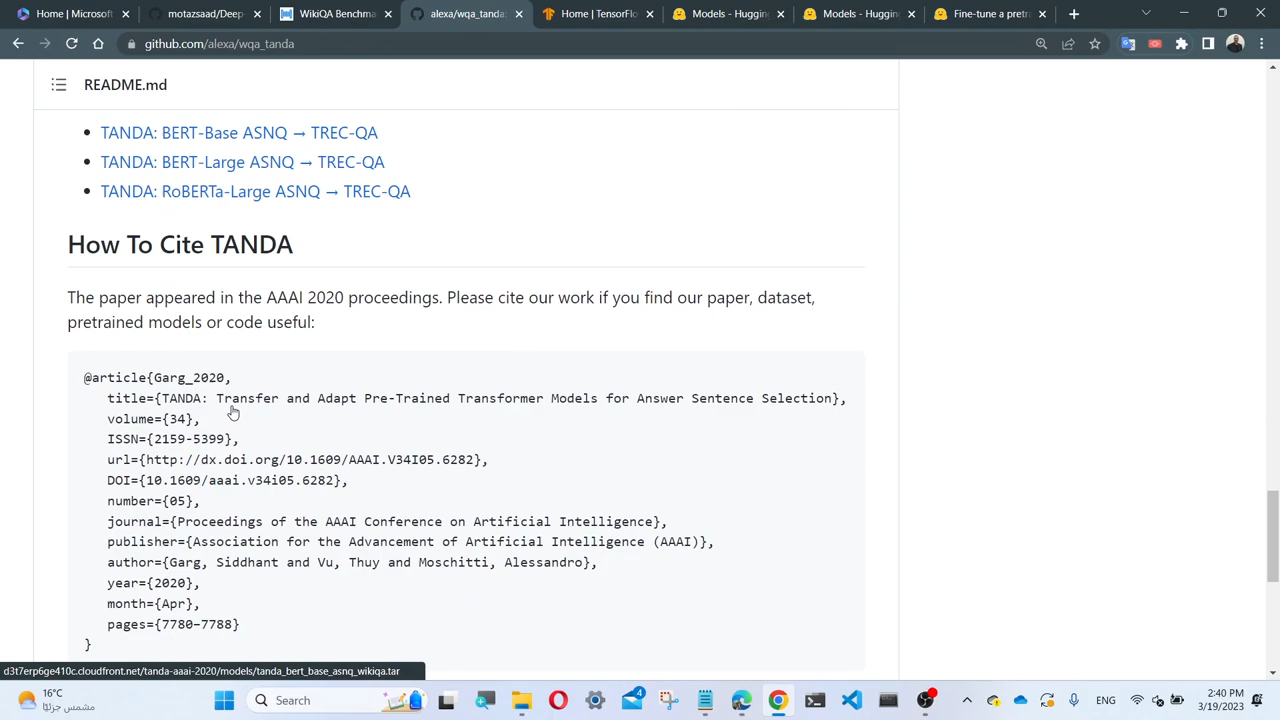 Home | Microsoft
motazsaad/Deep
WikiQA Benchma
alexa/wqa_tanda:
Home | TensorFlo
Models - Hugging
Models - Hugging
Fine-tune a pretr
github.com/alexa/wqa_tanda
README.md
TANDA: BERT-Base ASNQ → TREC-QA
TANDA: BERT-Large ASNQ → TREC-QA
TANDA: RoBERTa-Large ASNQ → TREC-QA
How To Cite TANDA
The paper appeared in the AAAI 2020 proceedings. Please cite our work if you find our paper, dataset,
pretrained models or code useful:
@article{Garg_2020,
title={TANDA: Transfer and Adapt Pre-Trained Transformer Models for Answer Sentence Selection},
volume={34},
ISSN={2159-5399},
url={http://dx.doi.org/10.1609/AAAI.V34I05.6282},
DOI={10.1609/aaai.v34i05.6282},
number={05},
journal={Proceedings of the AAAI Conference on Artificial Intelligence},
publisher={Association for the Advancement of Artificial Intelligence (AAAI)},
author={Garg, Siddhant and Vu, Thuy and Moschitti, Alessandro},
year={2020},
month={Apr},
pages={7780–7788}
}
d3t7erp6ge410c.cloudfront.net/tanda-aaai-2020/models/tanda_bert_base_asnq_wikiqa.tar
16°C
مشمس جزئيًا
Search
4
ENG
2:40 PM
3/19/2023